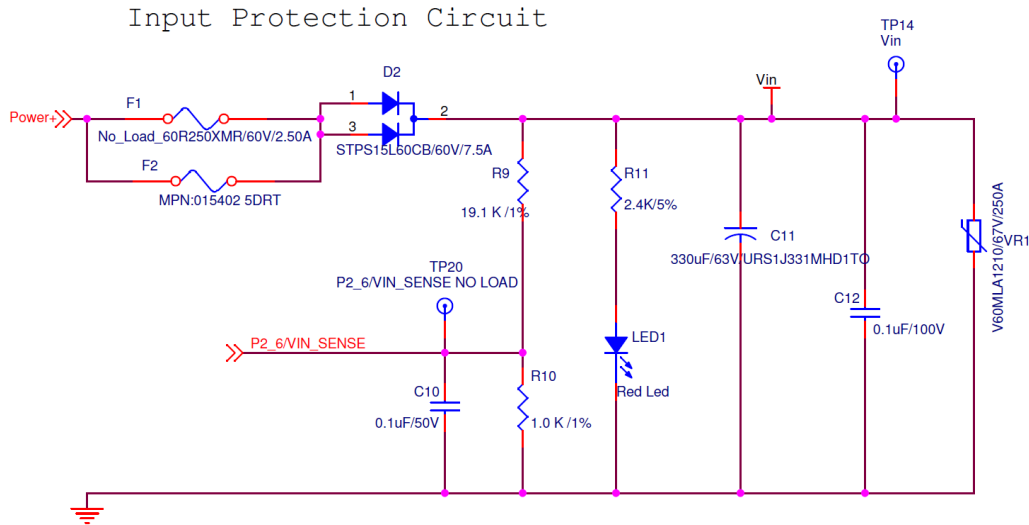 Input Protection Circuit
TP14
Vin
D2
Vin
F1
1
2
Power+
3
No_Load_60R250XMR/60V/2.50A
STPS15L60CB/60V/7.5A
F2
MPN:015402 5DRT
R9
19.1 K /1%
R11
2.4K/5%
C11
330uF/63V/URS1J331MHD1TO
V60MLA1210/67V/250A
VR1
TP20
P2_6/VIN_SENSE NO LOAD
C12
0.1uF/100V
P2_6/VIN_SENSE
LED1
Red Led
C10
0.1uF/50V
R10
1.0 K /1%